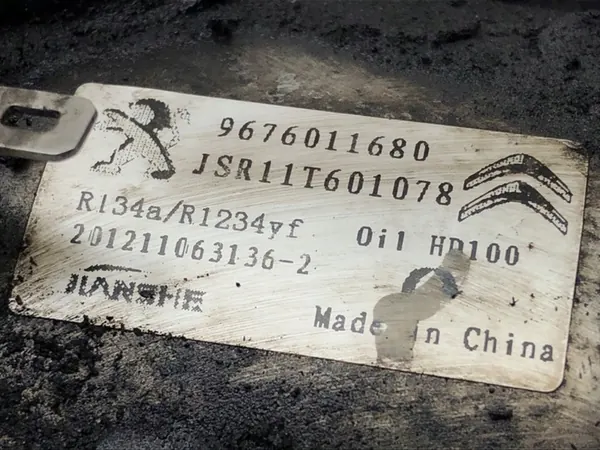 9676011680
JSR11T601078
R134a/R1234yf
Oil HD100
201211063136-2
JIANSHE
Made in China